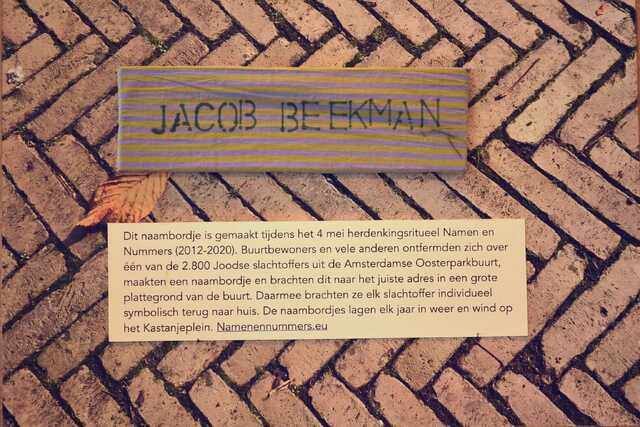 JACOB BEEKMAN
Dit naambordje is gemaakt tijdens het 4 mei herdenkingsritueel Namen en
Nummers (2012-2020). Buurtbewoners en vele anderen ontfermden zich over
één van de 2.800 Joodse slachtoffers uit de Amsterdamse Oosterparkbuurt,
maakten een naambordje en brachten dit naar het juiste adres in een grote
plattegrond van de buurt. Daarmee brachten ze elk slachtoffer individueel
symbolisch terug naar huis. De naambordjes lagen elk jaar in weer en wind op
het Kastanjeplein. Namenennummers.eu